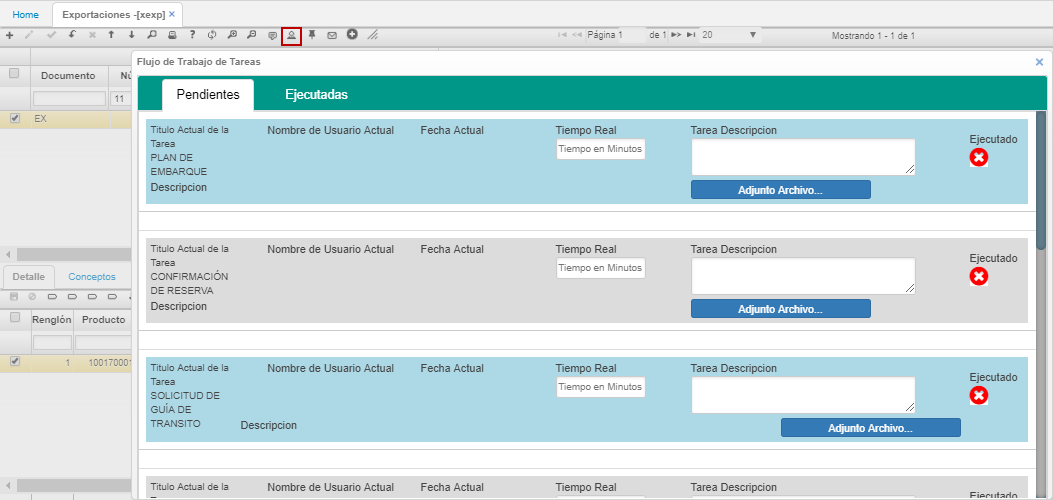 Home
Exportaciones -[xexp] ×
Página 1 de 1 20 Mostrando 1 - 1 de 1
Flujo de Trabajo de Tareas ×
Documento Nú
11
EX
Pendientes Ejecutadas
Titulo Actual de la Tarea Nombre de Usuario Actual Fecha Actual Tiempo Real Tarea Descripcion Ejecutado
PLAN DE EMBARQUE Tiempo en Minutos
Descripcion Adjunto Archivo...
Titulo Actual de la Tarea Nombre de Usuario Actual Fecha Actual Tiempo Real Tarea Descripcion Ejecutado
CONFIRMACIÓN DE RESERVA Tiempo en Minutos
Descripcion Adjunto Archivo...
Titulo Actual de la Tarea Nombre de Usuario Actual Fecha Actual Tiempo Real Tarea Descripcion Ejecutado
SOLICITUD DE GUÍA DE TRANSITO Tiempo en Minutos
Descripcion Adjunto Archivo...
Titulo Actual de la Nombre de Usuario Actual Fecha Actual Tiempo Real Tarea Descripcion Ejecutado
Detalle Conceptos
Renglón Producto
1 100170001